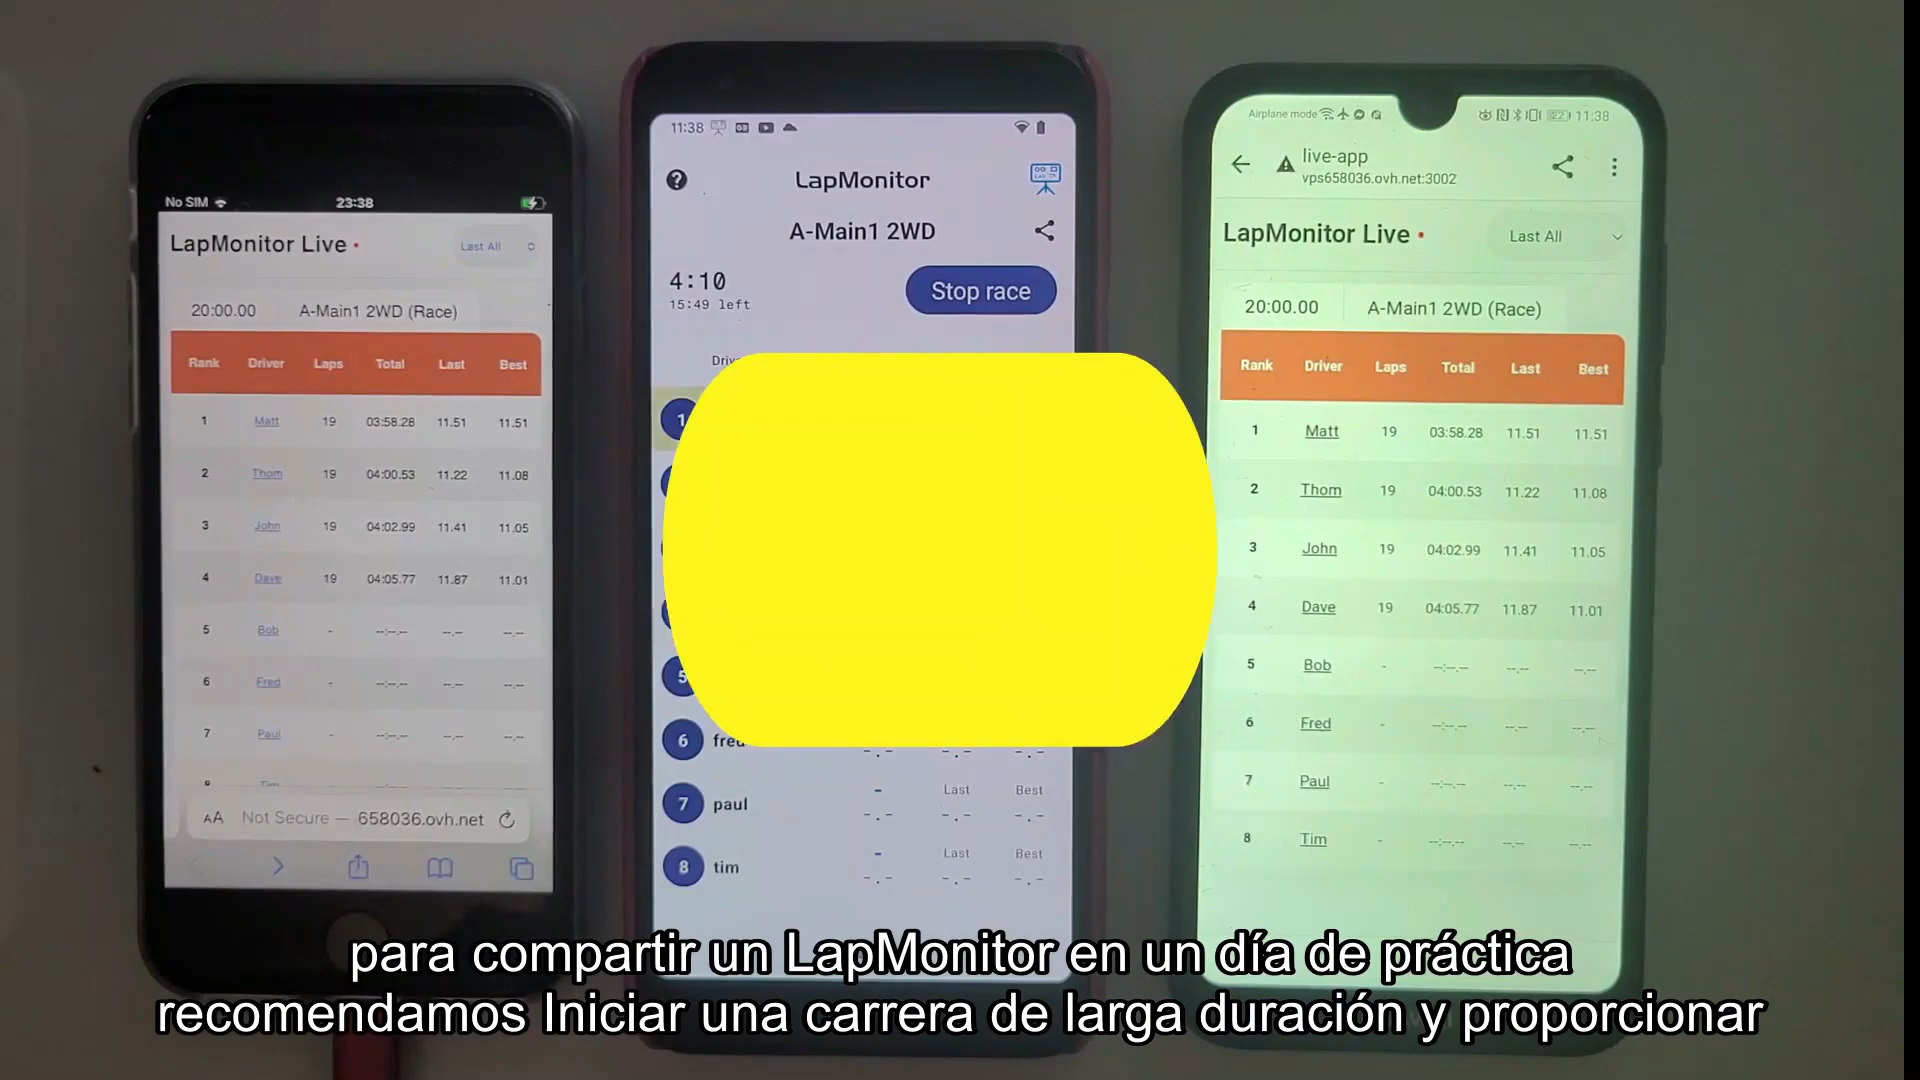 No SIM
23:38
LapMonitor Live
Last All
20:00.00 A-Main1 2WD (Race)
Rank Driver Laps Total Last Best
1 Matt 19 03:58.28 11.51 11.51
2 Thom 19 04:00.53 11.22 11.08
3 John 19 04:02.99 11.41 11.05
4 Dave 19 04:05.77 11.87 11.01
5 Bob - --:--.-- --.-- --.--
6 Fred - --:--.-- --.-- --.--
7 Paul - --:--.-- --.-- --.--
AA Not Secure — 658036.ovh.net
11:38
LapMonitor
A-Main1 2WD
4:10
15:49 left
Stop race
1
5
6 fred
-.- -.- -.-
7 paul - Last Best
-.- -.- -.-
8 tim - Last Best
-.- -.- -.-
Airplane mode
22 11:38
live-app
vps658036.ovh.net:3002
LapMonitor Live
Last All
20:00.00 A-Main1 2WD (Race)
Rank Driver Laps Total Last Best
1 Matt 19 03:58.28 11.51 11.51
2 Thom 19 04:00.53 11.22 11.08
3 John 19 04:02.99 11.41 11.05
4 Dave 19 04:05.77 11.87 11.01
5 Bob - --:--.-- --.-- --.--
6 Fred - --:--.-- --.-- --.--
7 Paul - --:--.-- --.-- --.--
8 Tim - --:--.-- --.-- --.--
para compartir un LapMonitor en un día de práctica
recomendamos Iniciar una carrera de larga duración y proporcionar